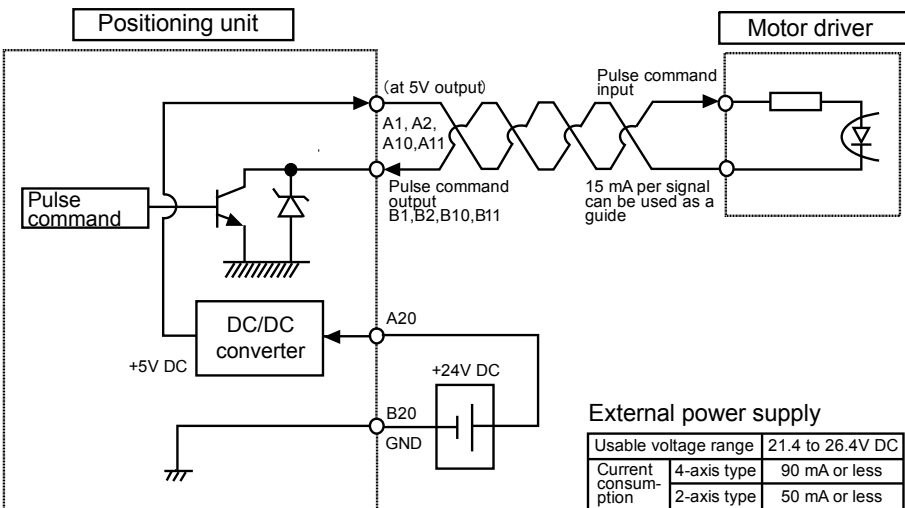 Positioning unit
Motor driver
(at 5V output)
Pulse command
input
A1, A2,
A10,A11
Pulse command
output
B1,B2,B10,B11
15 mA per signal
can be used as a
guide
Pulse
command
DC/DC
converter
+5V DC
A20
+24V DC
B20
GND
External power supply
Usable voltage range 21.4 to 26.4V DC
Current
consum-
ption
4-axis type 90 mA or less
2-axis type 50 mA or less